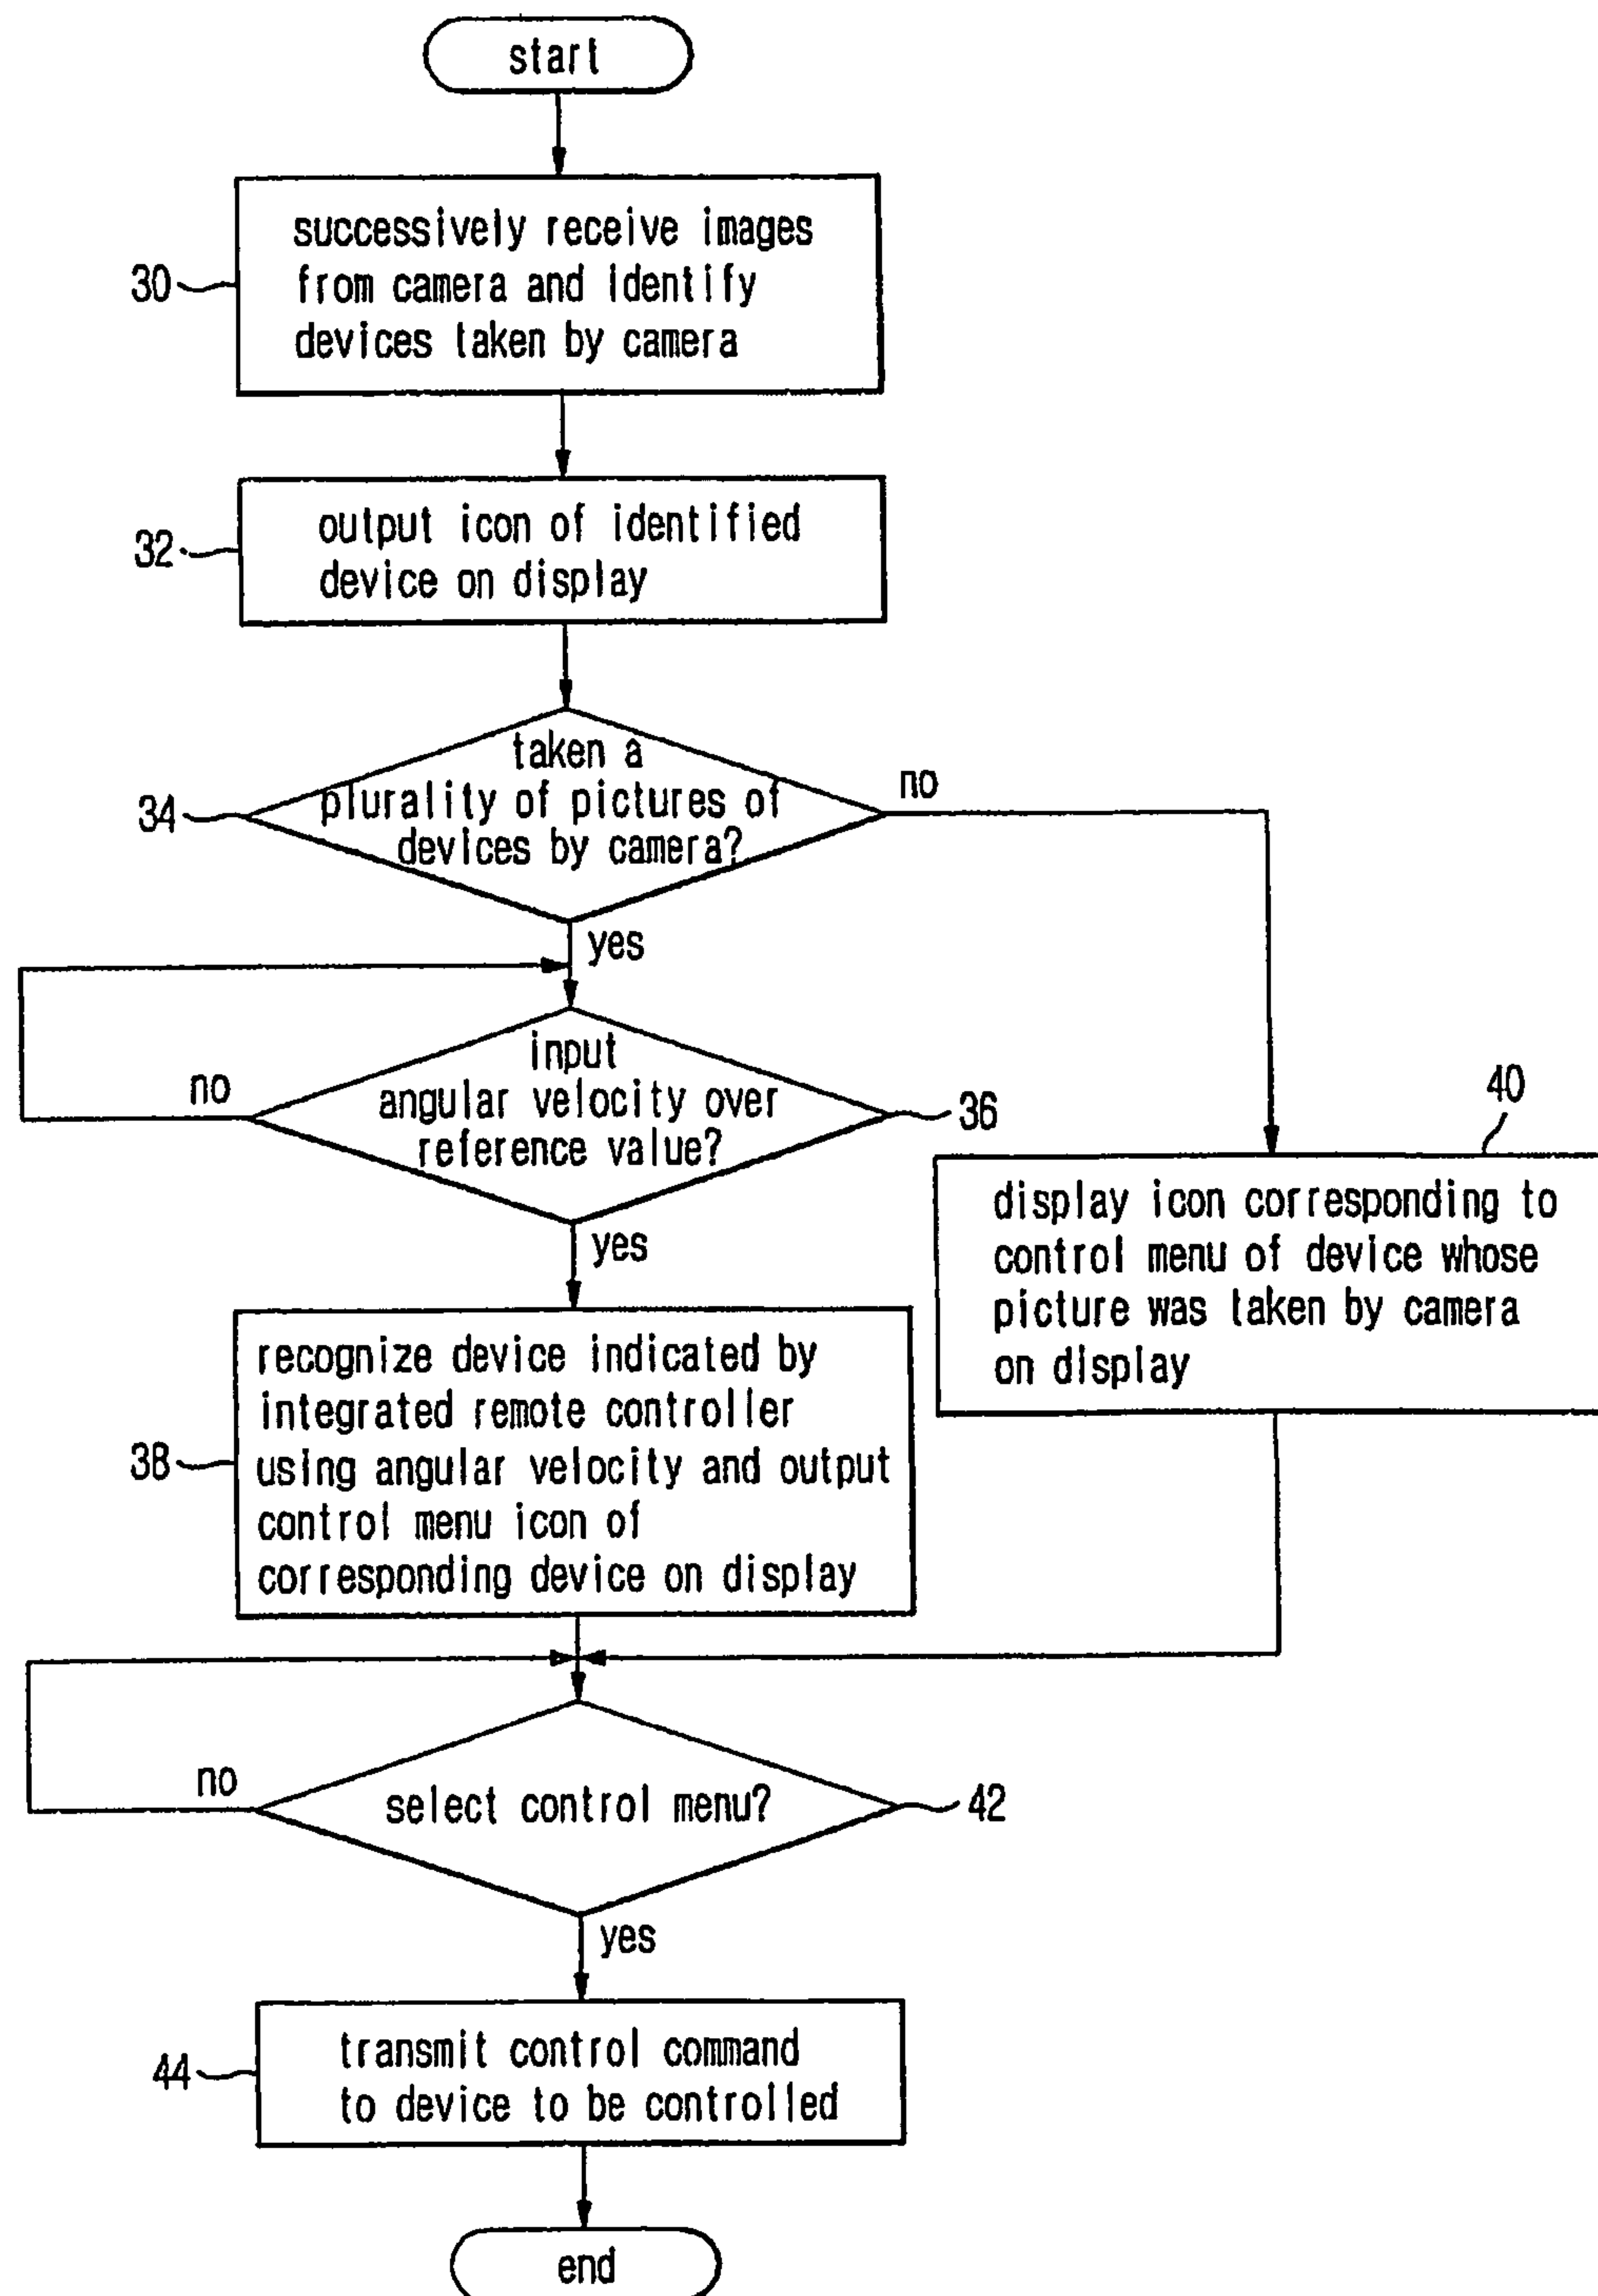 start
30
successively receive images
from camera and identify
devices taken by camera
32
output icon of identified
device on display
34
taken a
plurality of pictures of
devices by camera?
no
yes
no
input
angular velocity over
reference value?
36
yes
40
display icon corresponding to
control menu of device whose
picture was taken by camera
on display
38
recognize device indicated by
integrated remote controller
using angular velocity and output
control menu icon of
corresponding device on display
no
select control menu?
42
yes
44
transmit control command
to device to be controlled
end